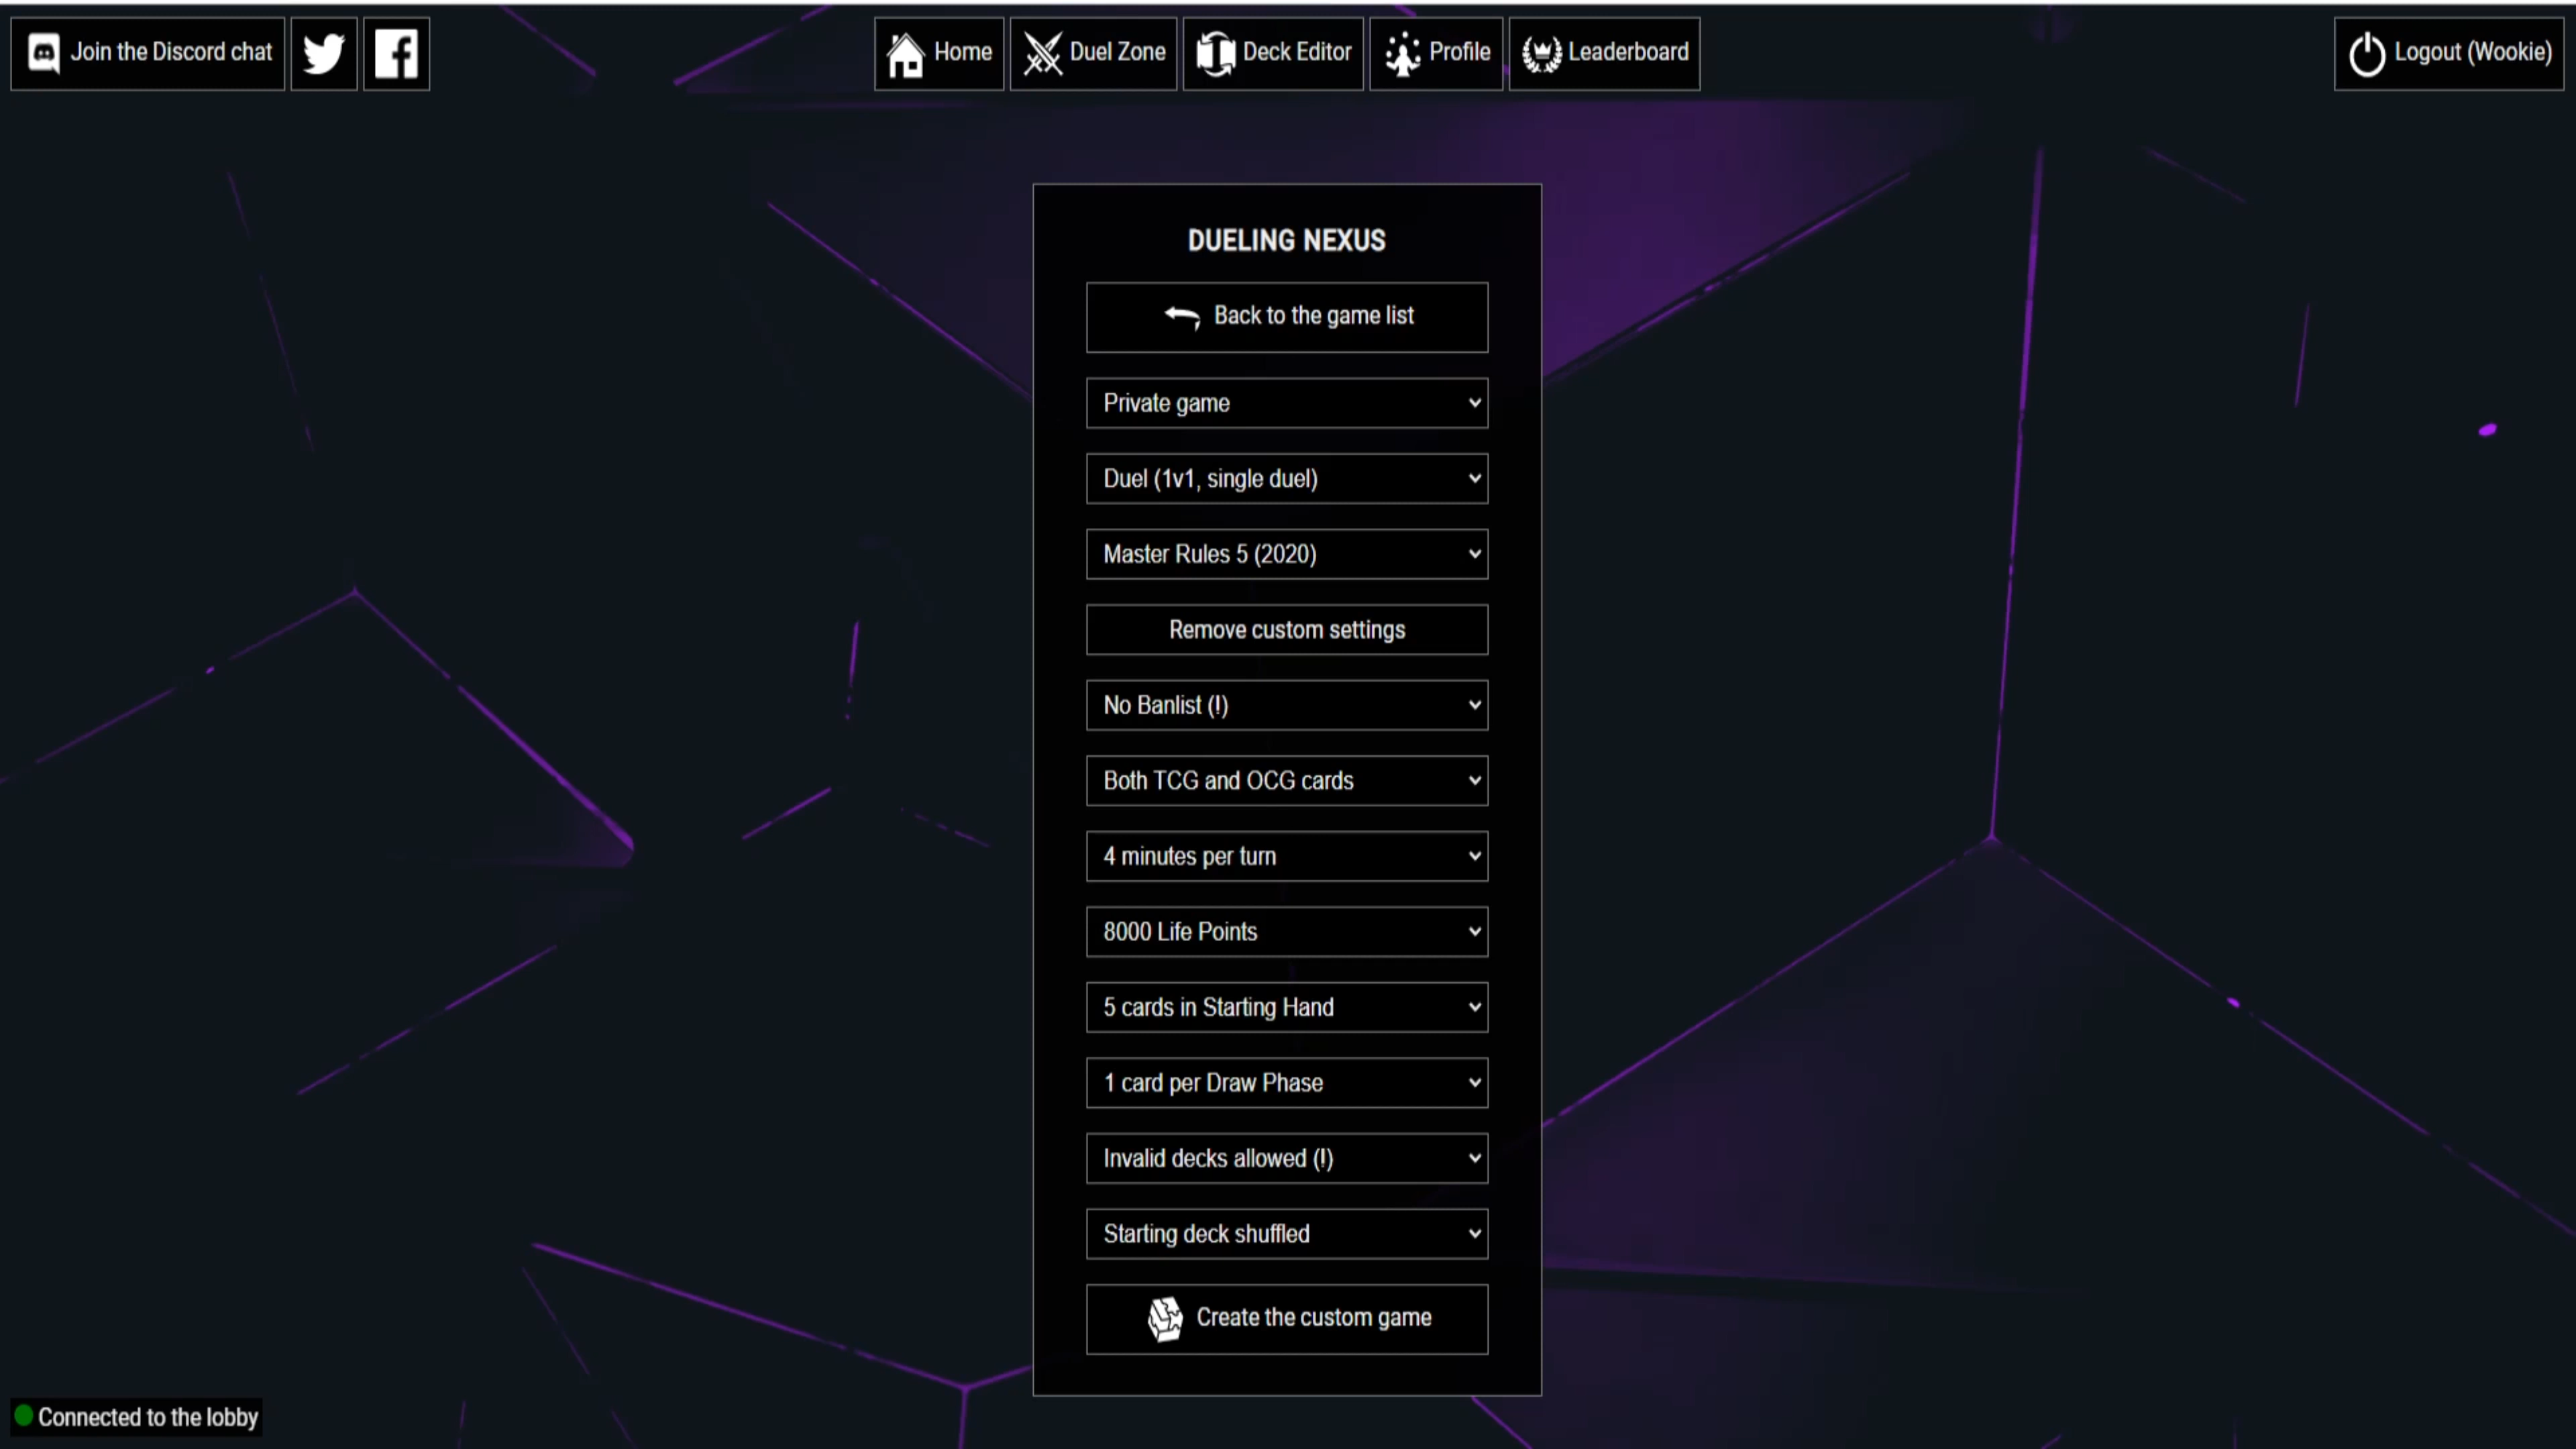 Join the Discord chat
Home
Duel Zone
Deck Editor
Profile
Leaderboard
Logout (Wookie)
DUELING NEXUS
Back to the game list
Private game
Duel (1v1, single duel)
Master Rules 5 (2020)
Remove custom settings
No Banlist (!)
Both TCG and OCG cards
4 minutes per turn
8000 Life Points
5 cards in Starting Hand
1 card per Draw Phase
Invalid decks allowed (!)
Starting deck shuffled
Create the custom game
Connected to the lobby